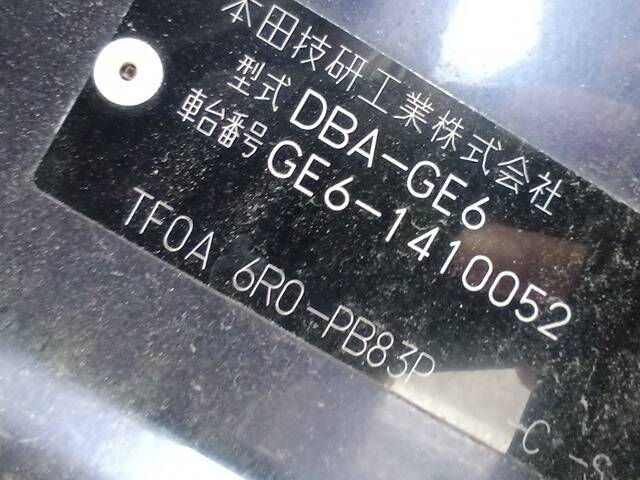 本田技研工業株式会社
型式 DBA-GE6
車台番号 GE6-1410052
TF0A 6R0-PB83P
-C -S